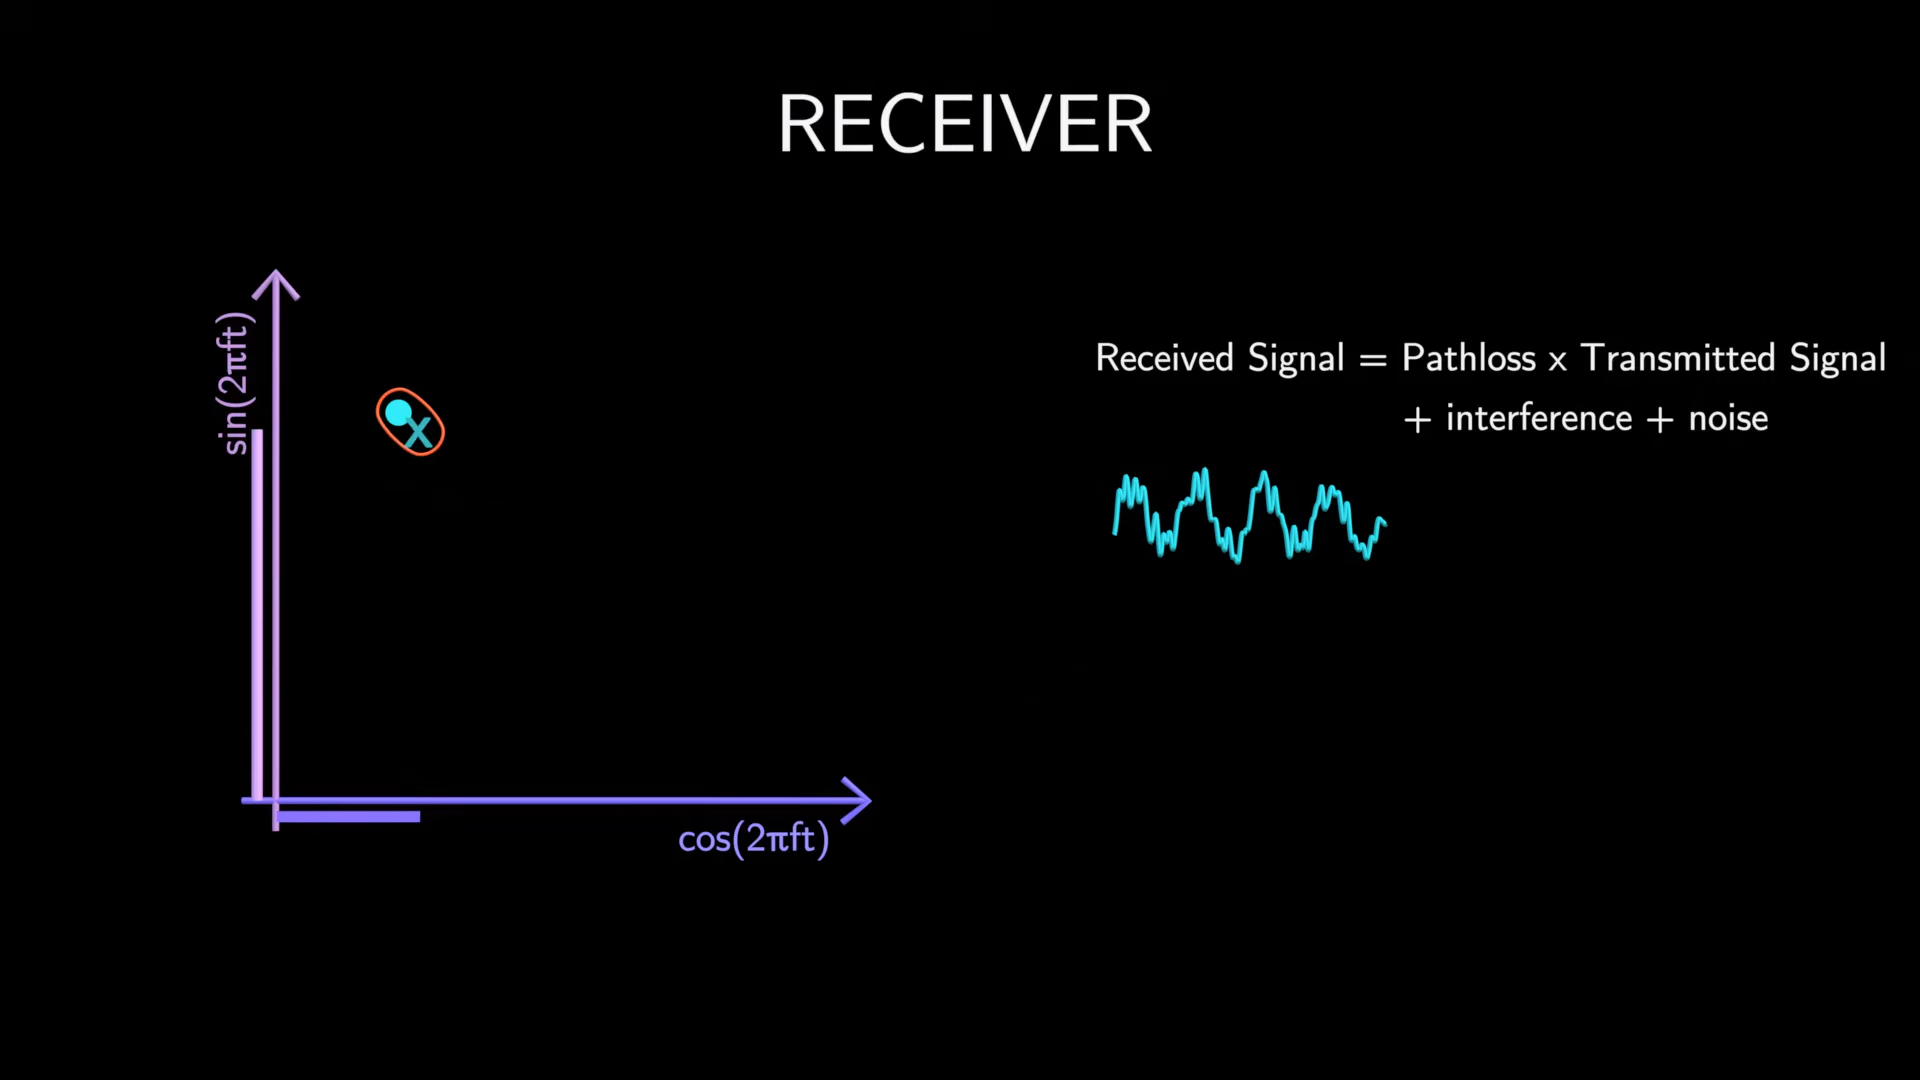 RECEIVER
sin(2πft)
X
Received Signal = Pathloss x Transmitted Signal
+ interference + noise
cos(2πft)